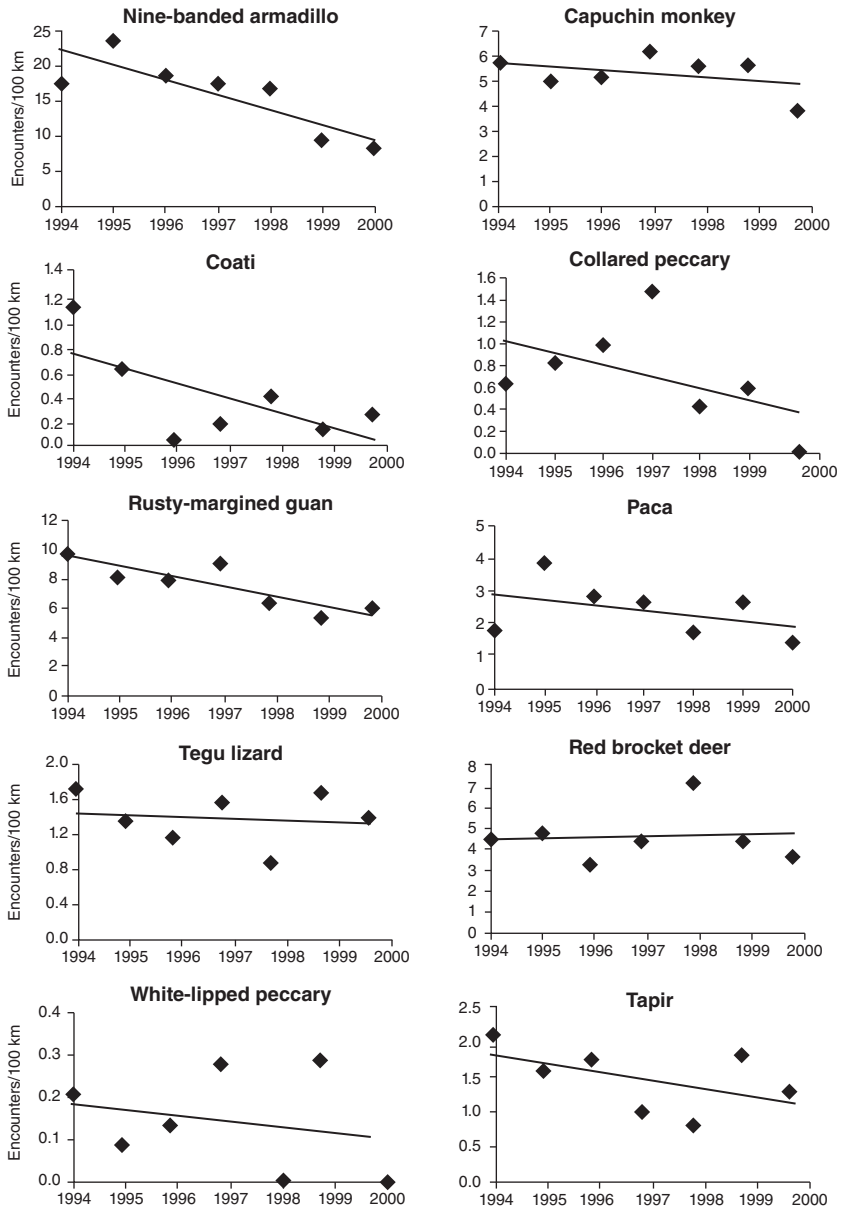 Nine-banded armadillo
Encounters/100 km
25
20
15
10
5
0
1994 1995 1996 1997 1998 1999 2000
Capuchin monkey
7
6
5
4
3
2
1
0
1994 1995 1996 1997 1998 1999 2000
Coati
Encounters/100 km
1.4
1.2
1.0
0.8
0.6
0.4
0.2
0.0
1994 1995 1996 1997 1998 1999 2000
Collared peccary
1.6
1.4
1.2
1.0
0.8
0.6
0.4
0.2
0.0
1994 1995 1996 1997 1998 1999 2000
Rusty-margined guan
Encounters/100 km
12
10
8
6
4
2
0
1994 1995 1996 1997 1998 1999 2000
Paca
5
4
3
2
1
0
1994 1995 1996 1997 1998 1999 2000
Tegu lizard
Encounters/100 km
2.0
1.6
1.2
0.8
0.4
0.0
1994 1995 1996 1997 1998 1999 2000
Red brocket deer
8
7
6
5
4
3
2
1
0
1994 1995 1996 1997 1998 1999 2000
White-lipped peccary
Encounters/100 km
0.4
0.3
0.2
0.1
0.0
1994 1995 1996 1997 1998 1999 2000
Tapir
2.5
2.0
1.5
1.0
0.5
0.0
1994 1995 1996 1997 1998 1999 2000